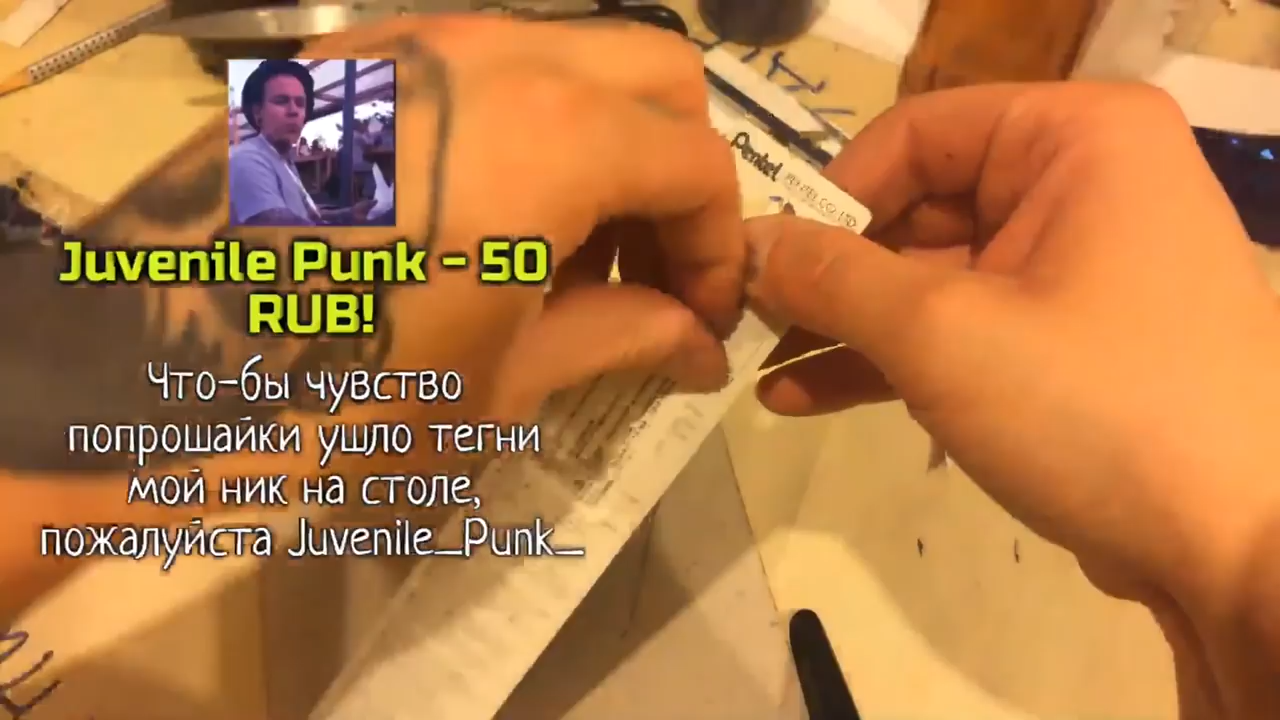 Pentel
Juvenile Punk - 50
RUB!
Что-бы чувство
попрошайки ушло тегни
мой ник на столе,
пожалуйста Juvenile_Punk_